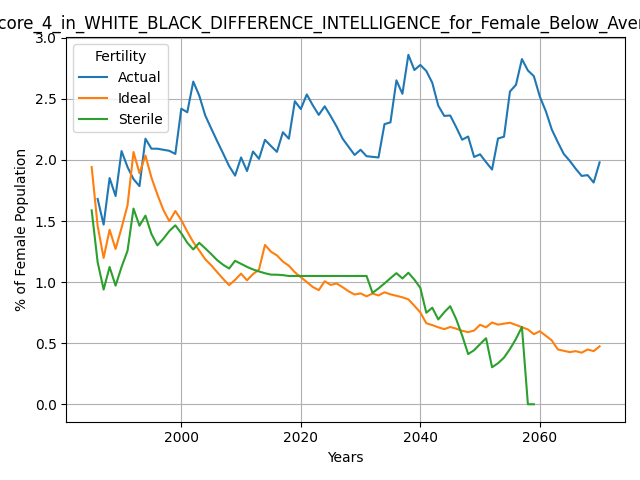 core_4_in_WHITE_BLACK_DIFFERENCE_INTELLIGENCE_for_Female_Below_Aver
Fertility
Actual
Ideal
Sterile
% of Female Population
3.0
2.5
2.0
1.5
1.0
0.5
0.0
2000 2020 2040 2060
Years